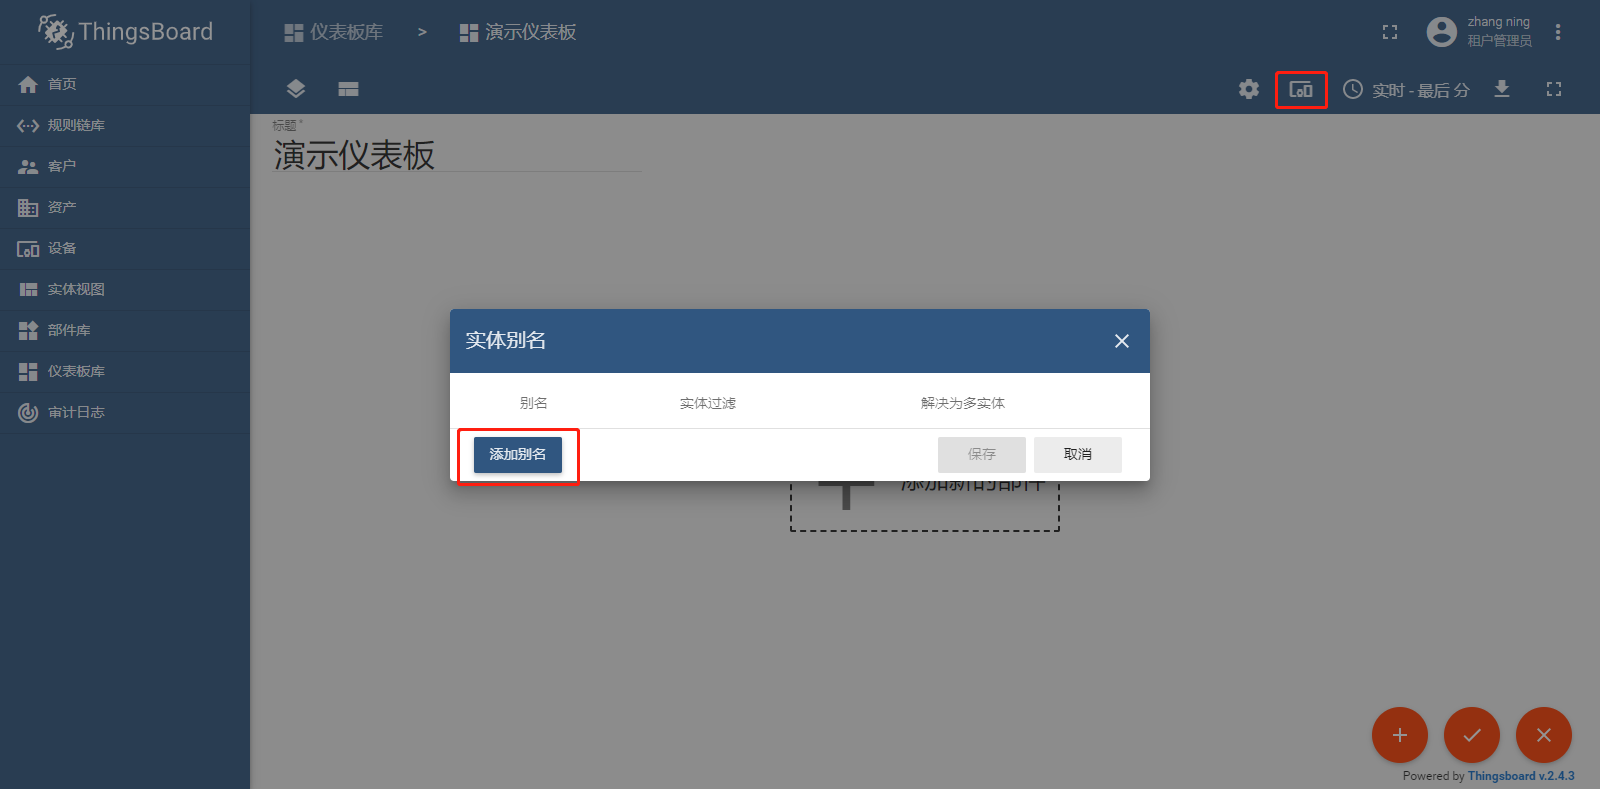 ThingsBoard
仪表板库 > 演示仪表板
zhang ning
租户管理员
首页
规则链库
客户
资产
设备
实体视图
部件库
仪表板库
审计日志
实时 - 最后 分
标题 *
演示仪表板
实体别名
别名 实体过滤 解决为多实体
添加别名 保存 取消
添加新的部件
Powered by Thingsboard v.2.4.3